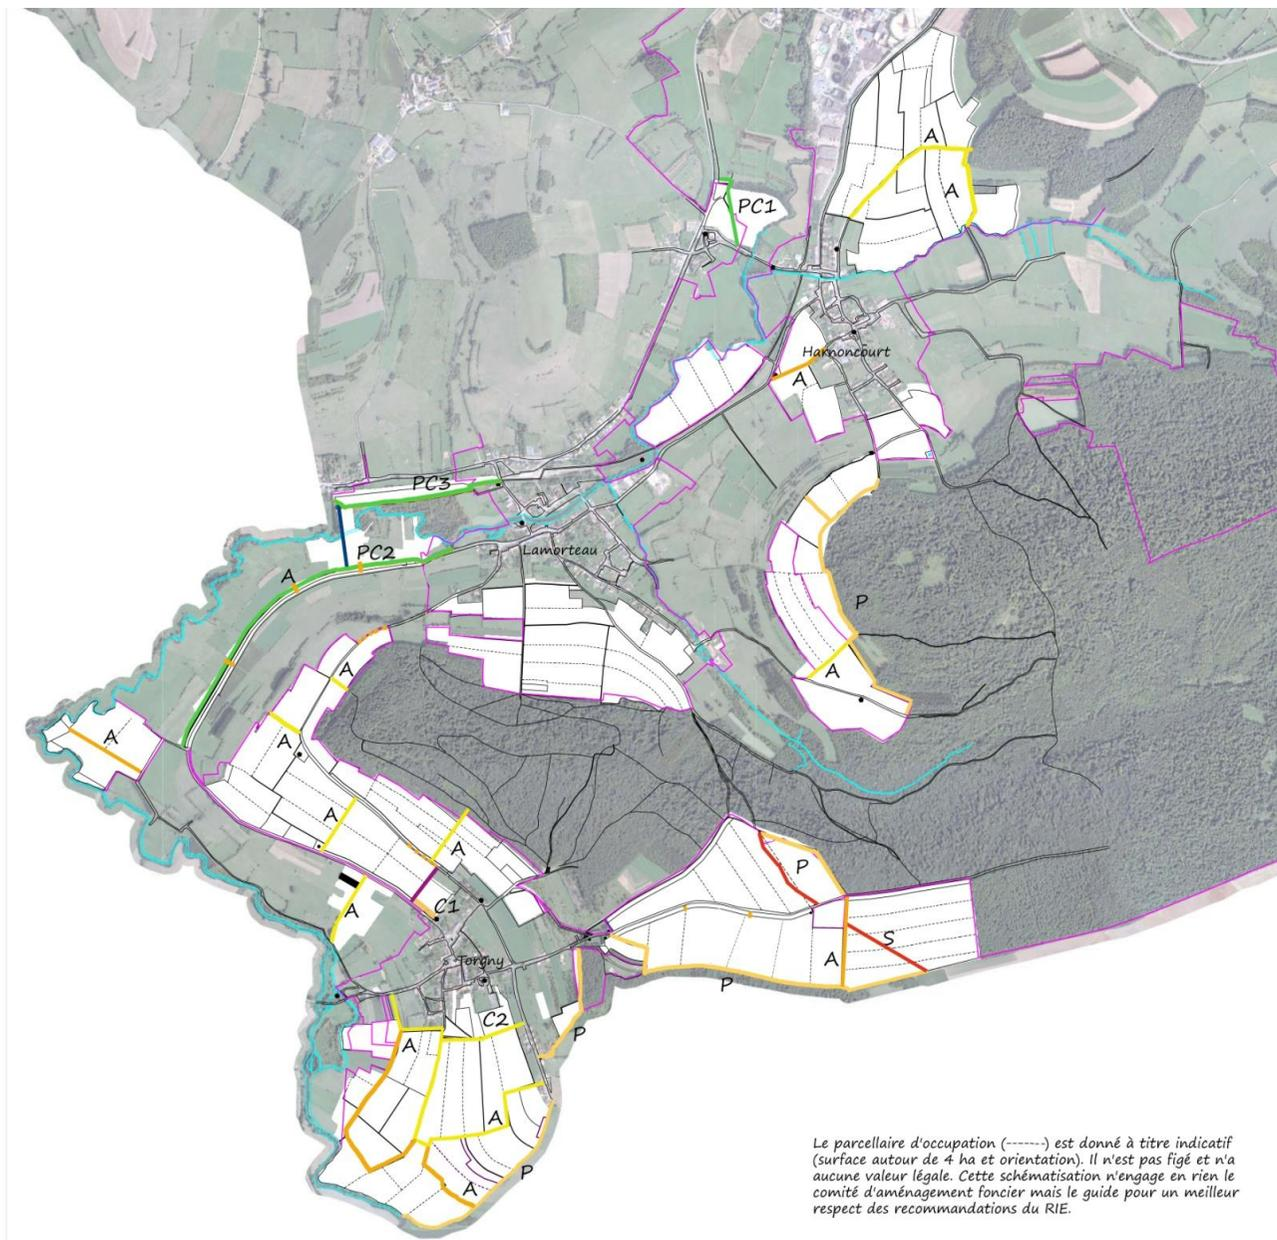 A
A
PC1
Harnoncourt
A
PC3
PC2
Lamorteau
A
P
A
A
A
A
A
A
P
A
C1
S
A
Torgny
P
C2
P
A
A
P
A
Le parcellaire d'occupation (-------) est donné à titre indicatif
(surface autour de 4 ha et orientation). Il n'est pas figé et n'a
aucune valeur légale. Cette schématisation n'engage en rien le
comité d'aménagement foncier mais le guide pour un meilleur
respect des recommandations du RIE.